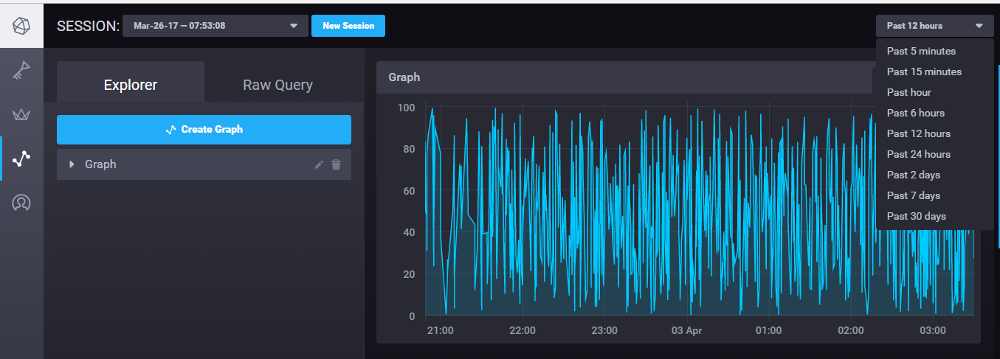 SESSION: Mar-26-17 — 07:53:08 New Session Past 12 hours
Past 5 minutes
Past 15 minutes
Past hour
Past 6 hours
Past 12 hours
Past 24 hours
Past 2 days
Past 7 days
Past 30 days
Explorer Raw Query
Create Graph
Graph
Graph
100
80
60
40
20
0
21:00 22:00 23:00 03 Apr 01:00 02:00 03:00